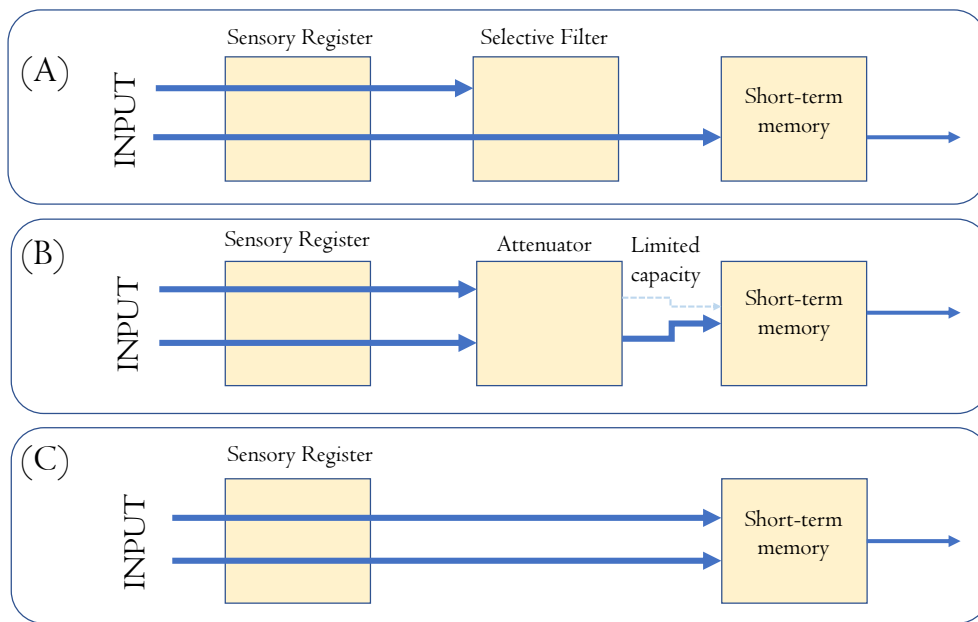 Sensory Register
Selective Filter
(A)
INPUT
Short-term
memory
Sensory Register
Attenuator
Limited
capacity
(B)
INPUT
Short-term
memory
Sensory Register
(C)
INPUT
Short-term
memory